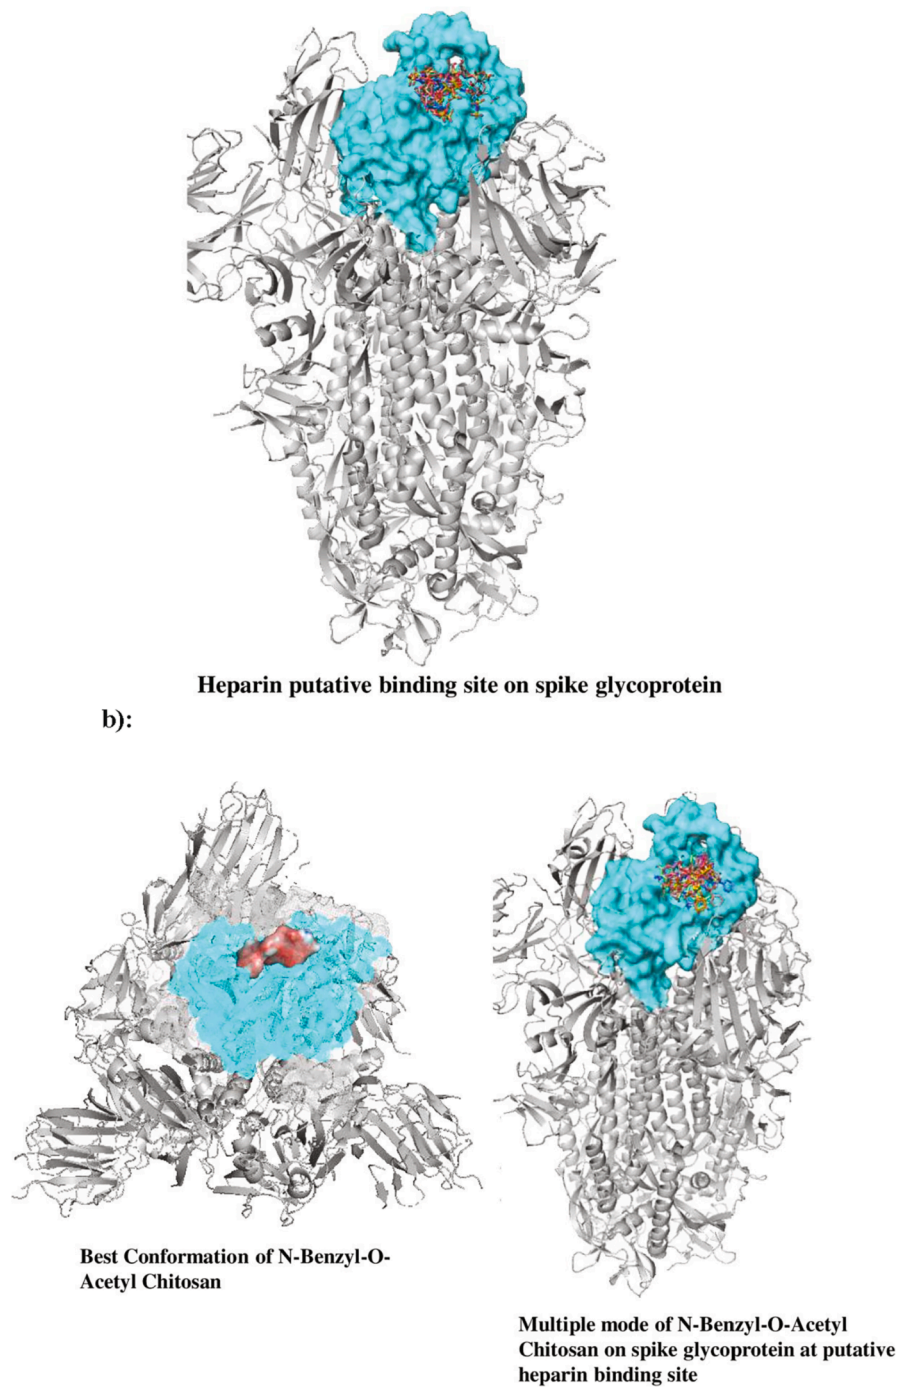 Heparin putative binding site on spike glycoprotein
b):
Best Conformation of N-Benzyl-O-
Acetyl Chitosan
Multiple mode of N-Benzyl-O-Acetyl
Chitosan on spike glycoprotein at putative
heparin binding site